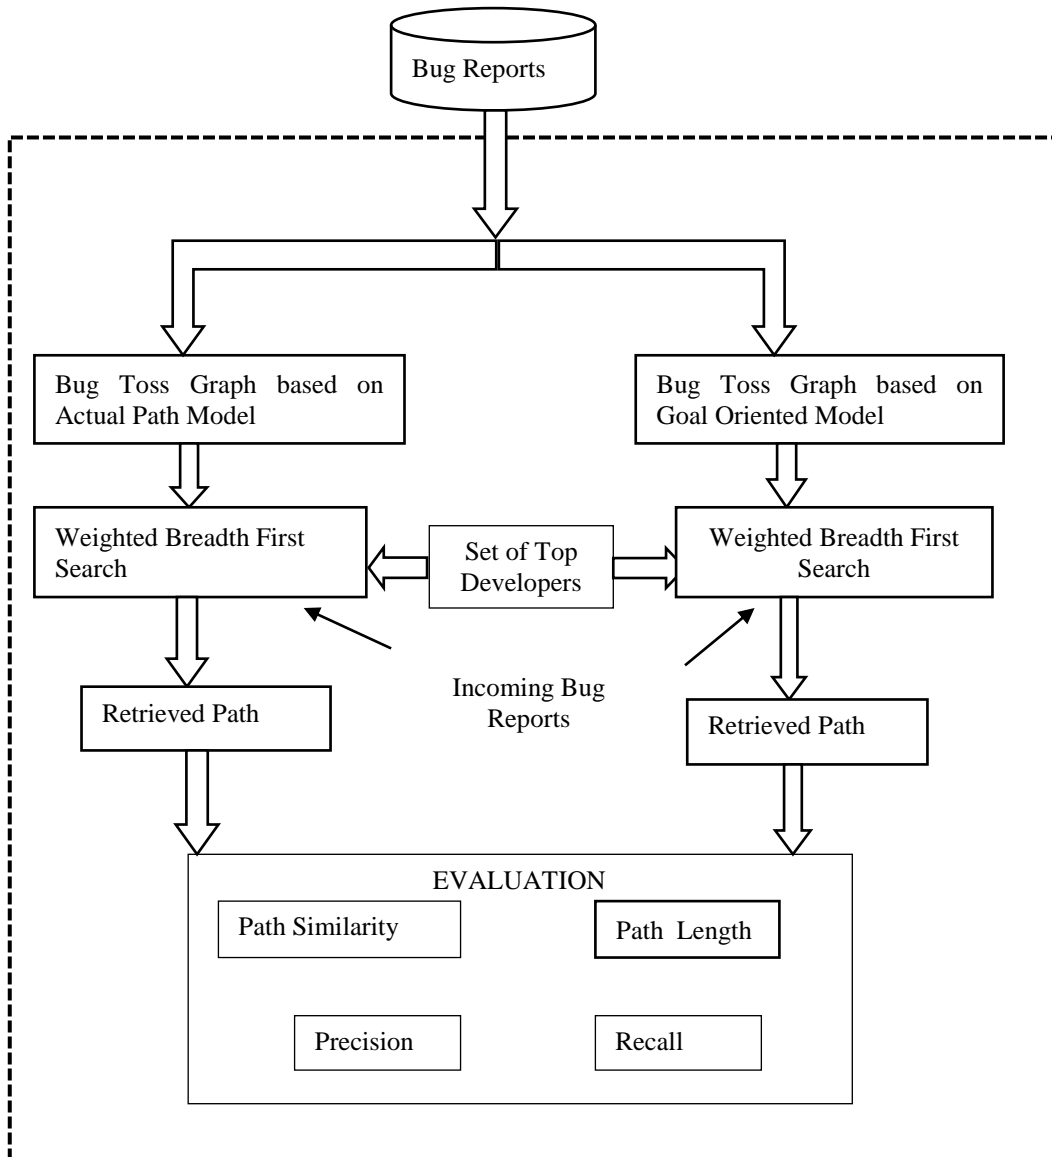 Bug Reports
Bug Toss Graph based on
Actual Path Model
Bug Toss Graph based on
Goal Oriented Model
Weighted Breadth First
Search
Set of Top
Developers
Weighted Breadth First
Search
Incoming Bug
Reports
Retrieved Path
Retrieved Path
EVALUATION
Path Similarity
Path Length
Precision
Recall